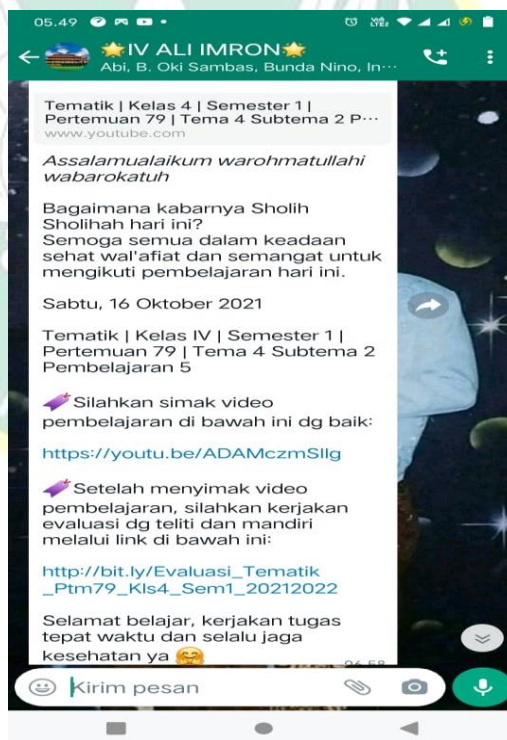 05.49
IV ALI IMRON
Abi, B. Oki Sambas, Bunda Nino, In...
Tematik | Kelas 4 | Semester 1 |
Pertemuan 79 | Tema 4 Subtema 2 P...
www.youtube.com
Assalamualaikum warohmatullahi
wabarokatuh
Bagaimana kabarnya Sholih
Sholihah hari ini?
Semoga semua dalam keadaan
sehat wal'afiat dan semangat untuk
mengikuti pembelajaran hari ini.
Sabtu, 16 Oktober 2021
Tematik | Kelas IV | Semester 1 |
Pertemuan 79 | Tema 4 Subtema 2
Pembelajaran 5
Silahkan simak video
pembelajaran di bawah ini dg baik:
https://youtu.be/ADAMczmSIlg
Setelah menyimak video
pembelajaran, silahkan kerjakan
evaluasi dg teliti dan mandiri
melalui link di bawah ini:
http://bit.ly/Evaluasi_Tematik
_Ptm79_Kls4_Sem1_20212022
Selamat belajar, kerjakan tugas
tepat waktu dan selalu jaga
kesehatan ya
Kirim pesan